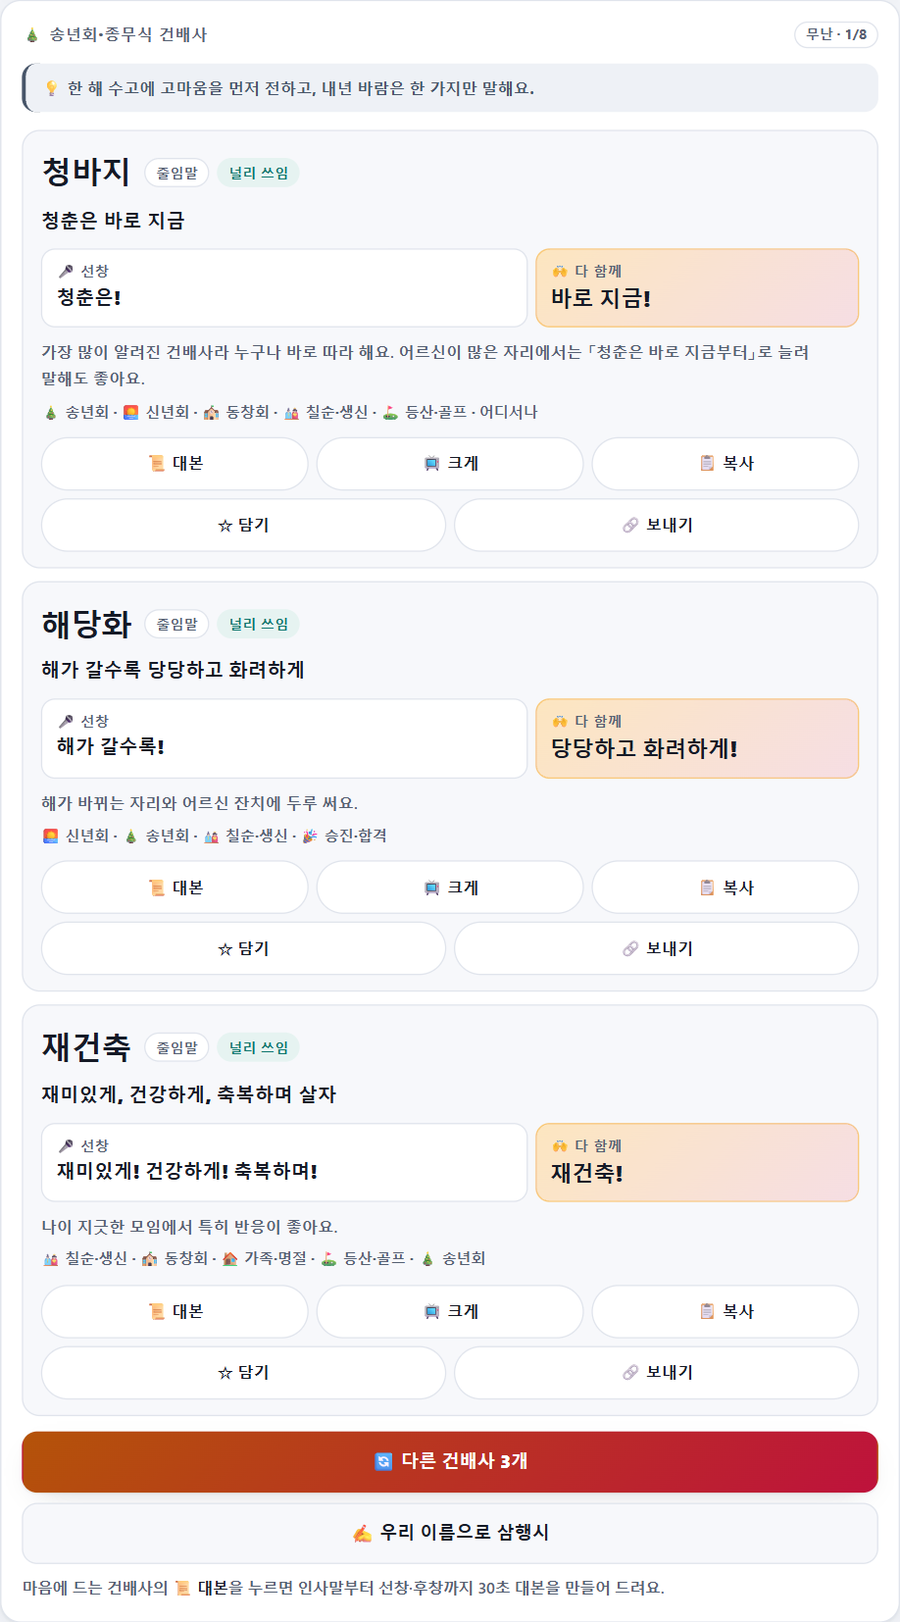 🎄 송년회·종무식 건배사
무난 · 1/8
💡 한 해 수고에 고마움을 먼저 전하고, 내년 바람은 한 가지만 말해요.
청바지 줄임말 널리 쓰임
청춘은 바로 지금
🎤 선창
청춘은!
🙌 다 함께
바로 지금!
가장 많이 알려진 건배사라 누구나 바로 따라 해요. 어르신이 많은 자리에서는 「청춘은 바로 지금부터」로 늘려
말해도 좋아요.
🎄 송년회 · 🌅 신년회 · 🏫 동창회 · 🎎 칠순·생신 · ⛳ 등산·골프 · 어디서나
📜 대본
📺 크게
📋 복사
☆ 담기
🔗 보내기
해당화 줄임말 널리 쓰임
해가 갈수록 당당하고 화려하게
🎤 선창
해가 갈수록!
🙌 다 함께
당당하고 화려하게!
해가 바뀌는 자리와 어르신 잔치에 두루 써요.
🌅 신년회 · 🎄 송년회 · 🎎 칠순·생신 · 🎉 승진·합격
📜 대본
📺 크게
📋 복사
☆ 담기
🔗 보내기
재건축 줄임말 널리 쓰임
재미있게, 건강하게, 축복하며 살자
🎤 선창
재미있게! 건강하게! 축복하며!
🙌 다 함께
재건축!
나이 지긋한 모임에서 특히 반응이 좋아요.
🎎 칠순·생신 · 🏫 동창회 · 🏠 가족·명절 · ⛳ 등산·골프 · 🎄 송년회
📜 대본
📺 크게
📋 복사
☆ 담기
🔗 보내기
🔄 다른 건배사 3개
✍️ 우리 이름으로 삼행시
마음에 드는 건배사의 📜 대본을 누르면 인사말부터 선창·후창까지 30초 대본을 만들어 드려요.